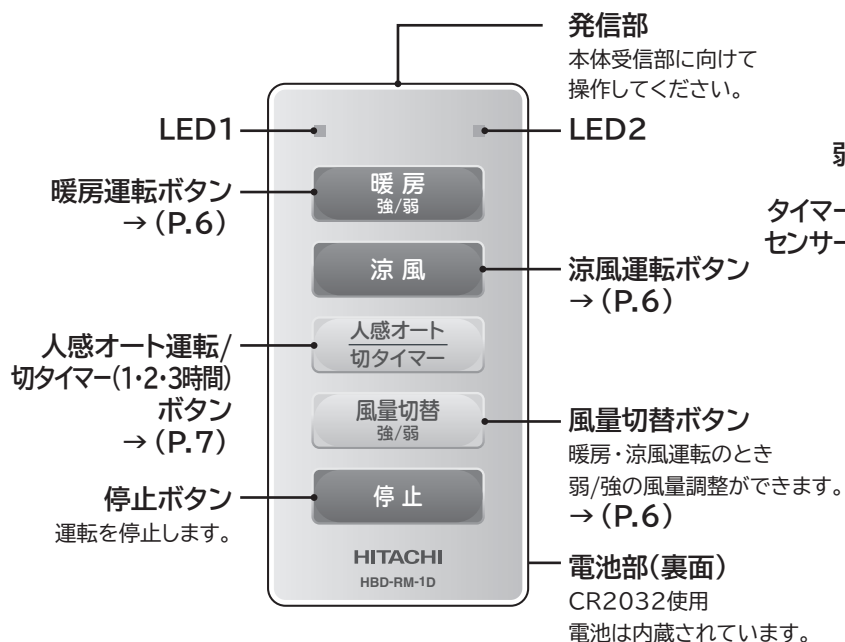 発信部
本体受信部に向けて
操作してください。
LED1
LED2
暖房運転ボタン
→(P.6)
暖房
強/弱
涼風
涼風運転ボタン
→(P.6)
人感オート運転/
切タイマー(1・2・3時間)
ボタン
→(P.7)
人感オート
切タイマー
風量切替
強/弱
風量切替ボタン
暖房・涼風運転のとき
弱/強の風量調整ができます。
→(P.6)
停止ボタン
運転を停止します。
停止
HITACHI
HBD-RM-1D
電池部(裏面)
CR2032使用
電池は内蔵されています。
タイマー
センサー